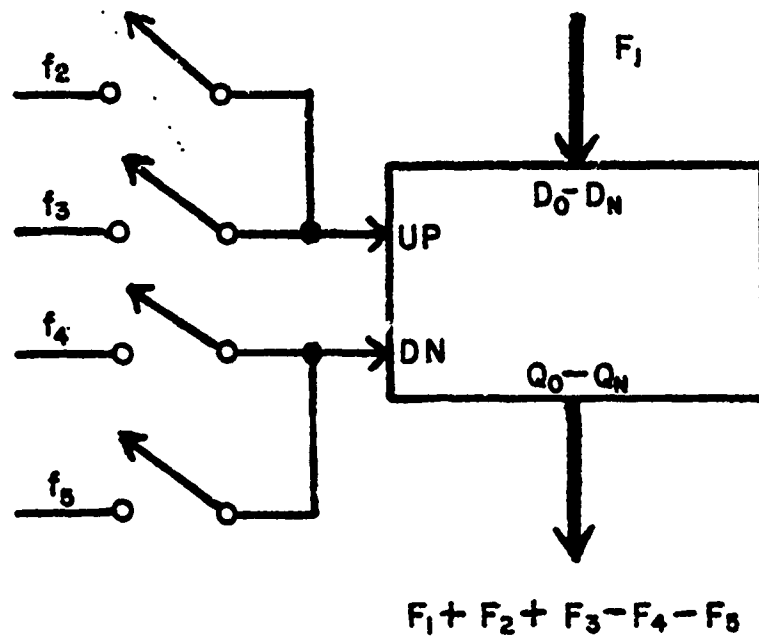 f2
F1
D0-DN
f3
UP
f4
DN
Q0-QN
f5
F1 + F2 + F3 - F4 - F5